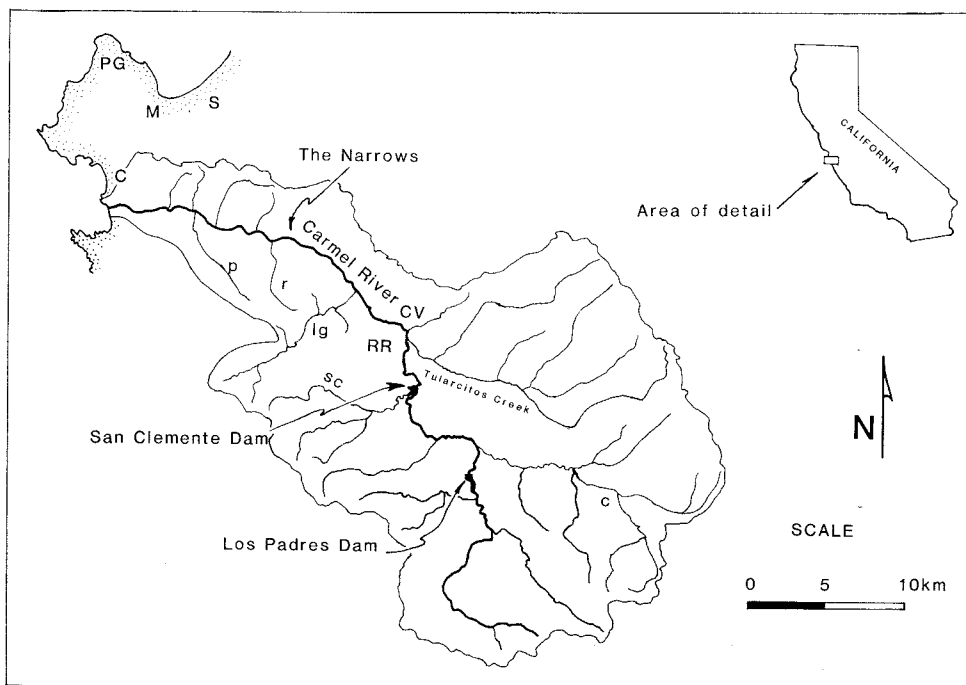 PG
M
S
C
The Narrows
CALIFORNIA
Area of detail
Carmel River
p
r
CV
lg
RR
sc
Tularcitos Creek
San Clemente Dam
N
c
Los Padres Dam
SCALE
0 5 10km